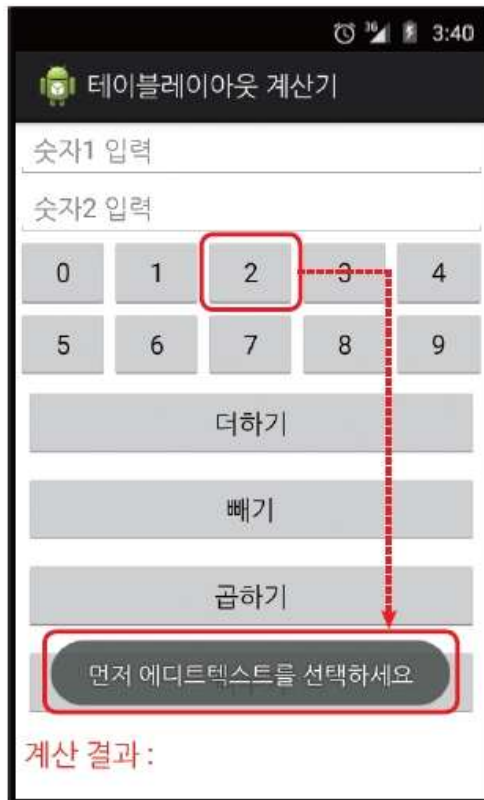 3G 3:40
테이블레이아웃 계산기
숫자1 입력
숫자2 입력
0 1 2 3 4
5 6 7 8 9
더하기
빼기
곱하기
먼저 에디트텍스트를 선택하세요
계산 결과 :